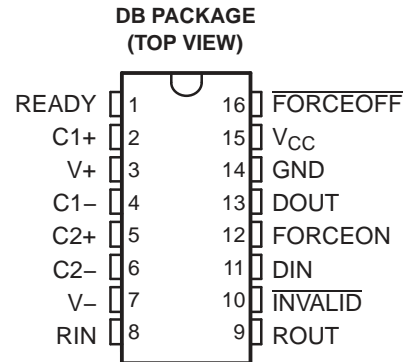 DB PACKAGE
(TOP VIEW)
READY 1 16 FORCEOFF
C1+ 2 15 VCC
V+ 3 14 GND
C1− 4 13 DOUT
C2+ 5 12 FORCEON
C2− 6 11 DIN
V− 7 10 INVALID
RIN 8 9 ROUT